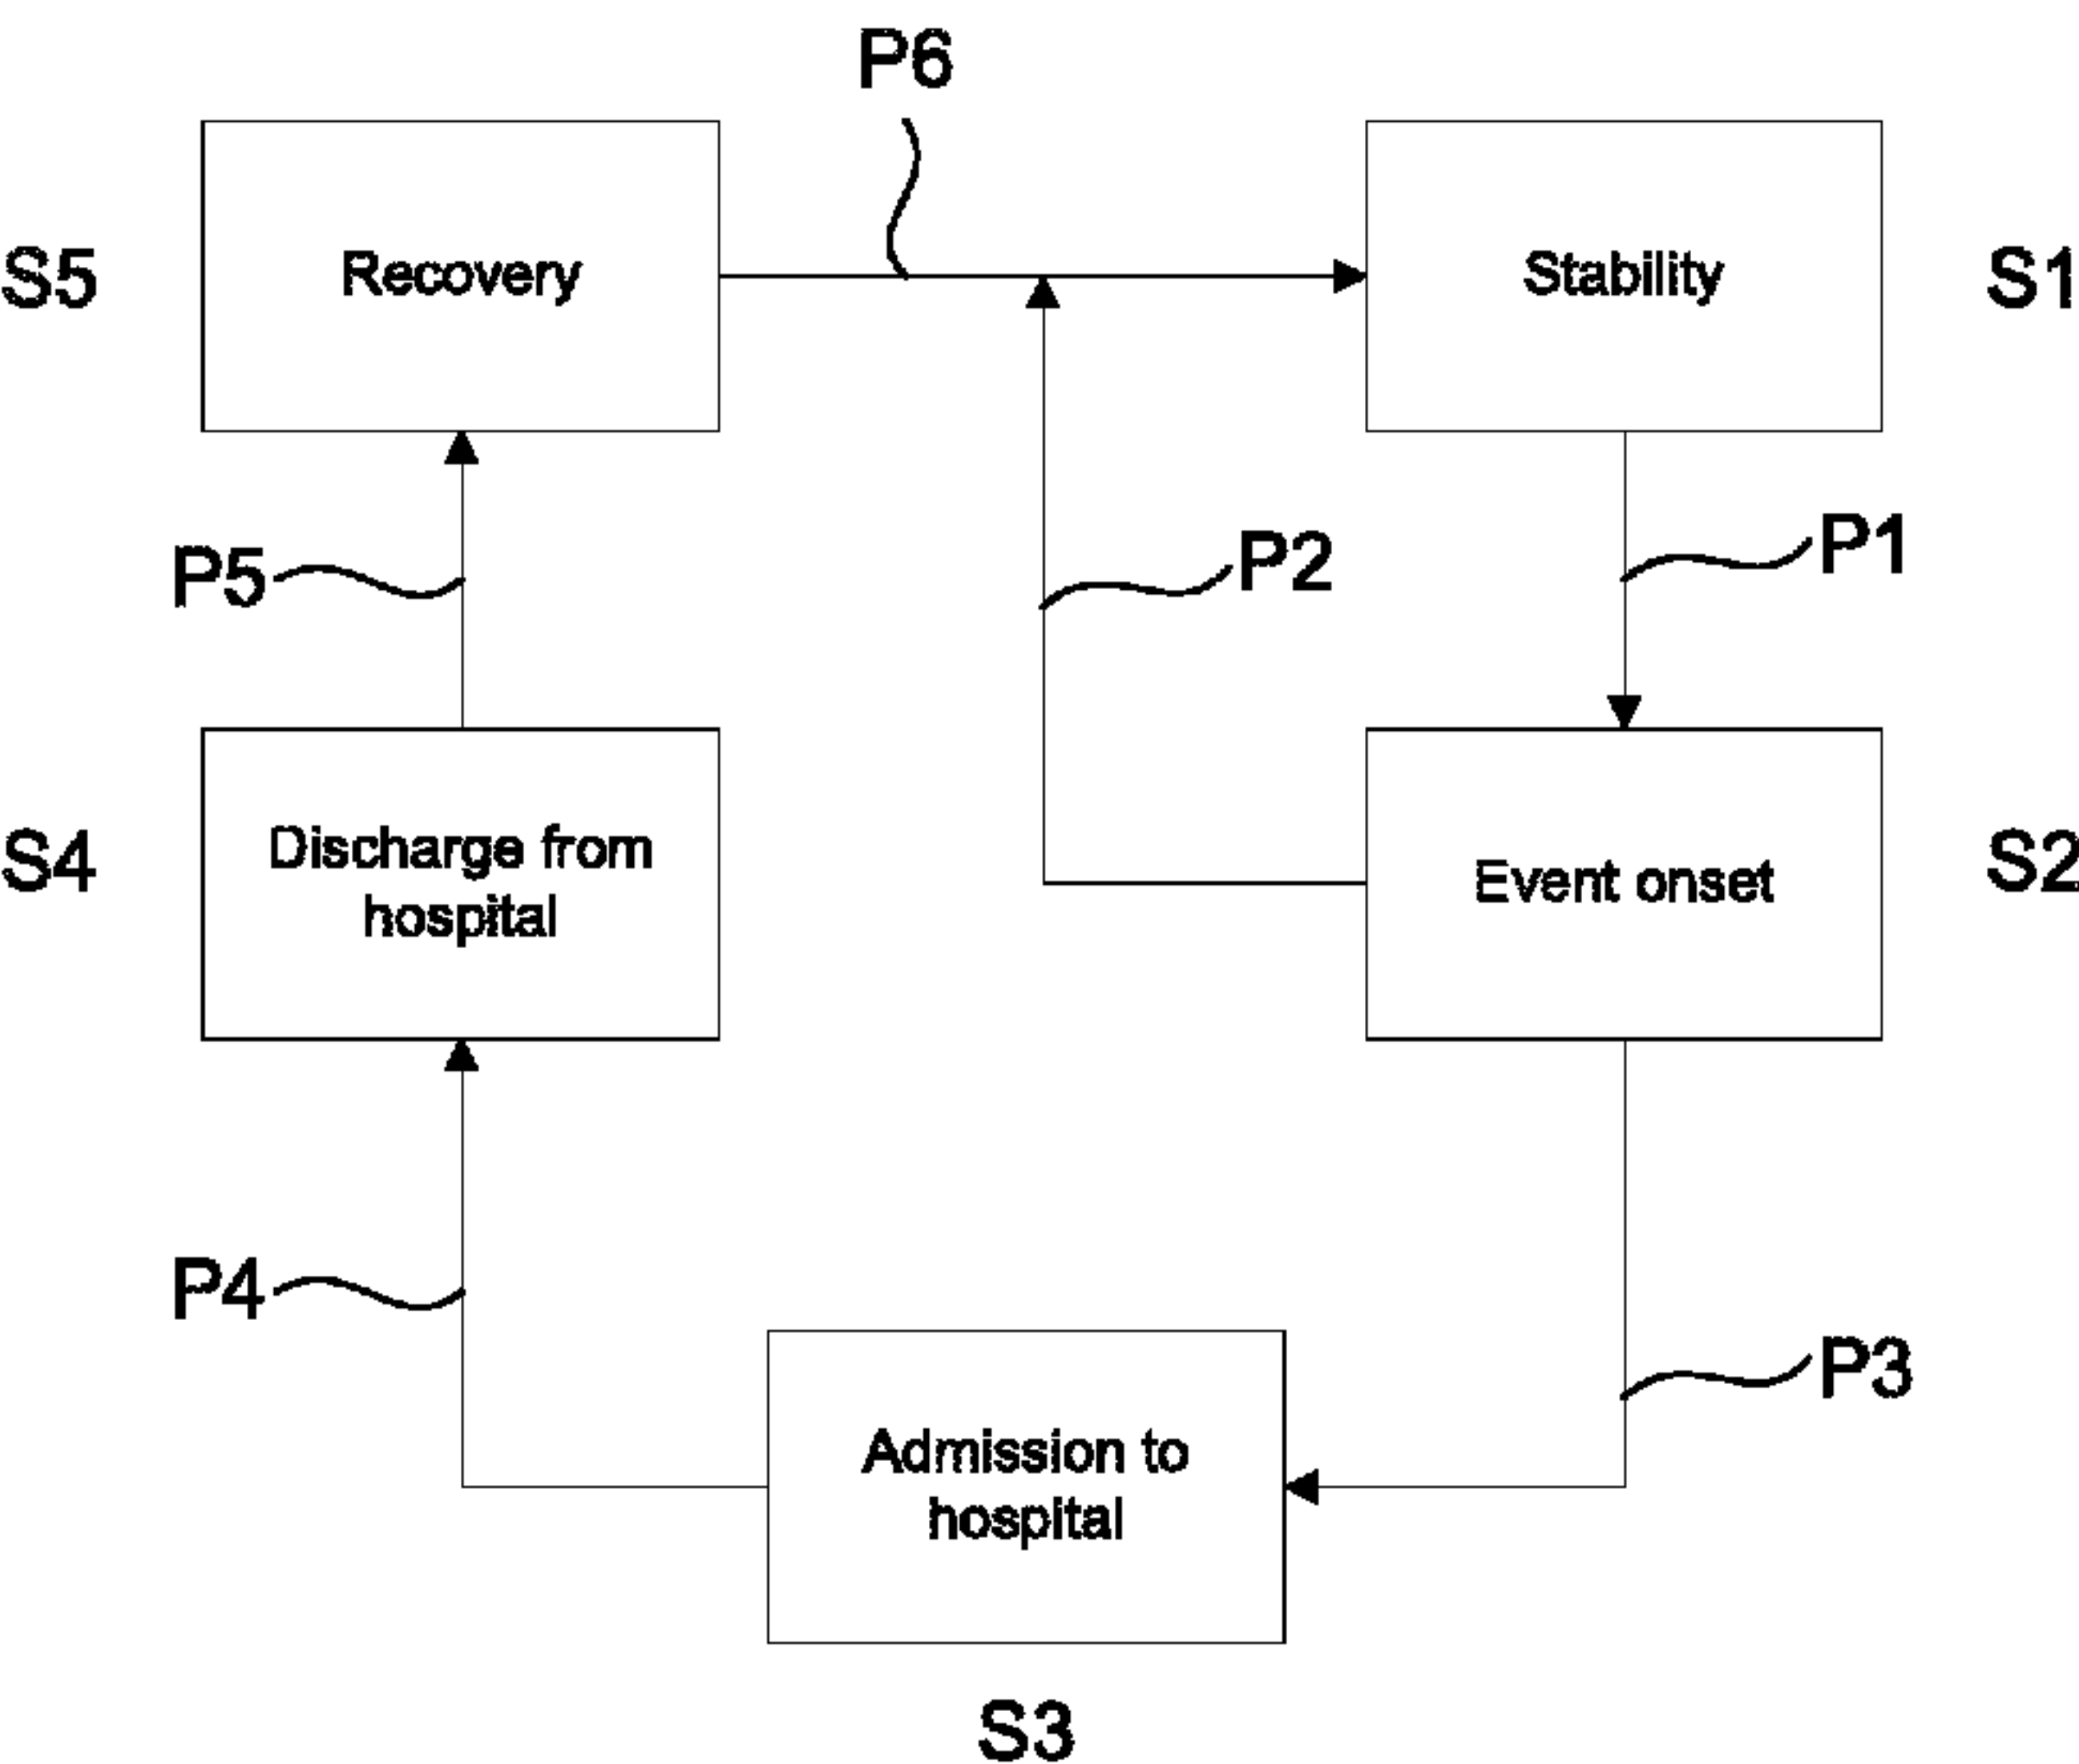 P6
S5
Recovery
Stability
S1
P5
P2
P1
S4
Discharge from
hospital
Event onset
S2
P4
P3
Admission to
hospital
S3